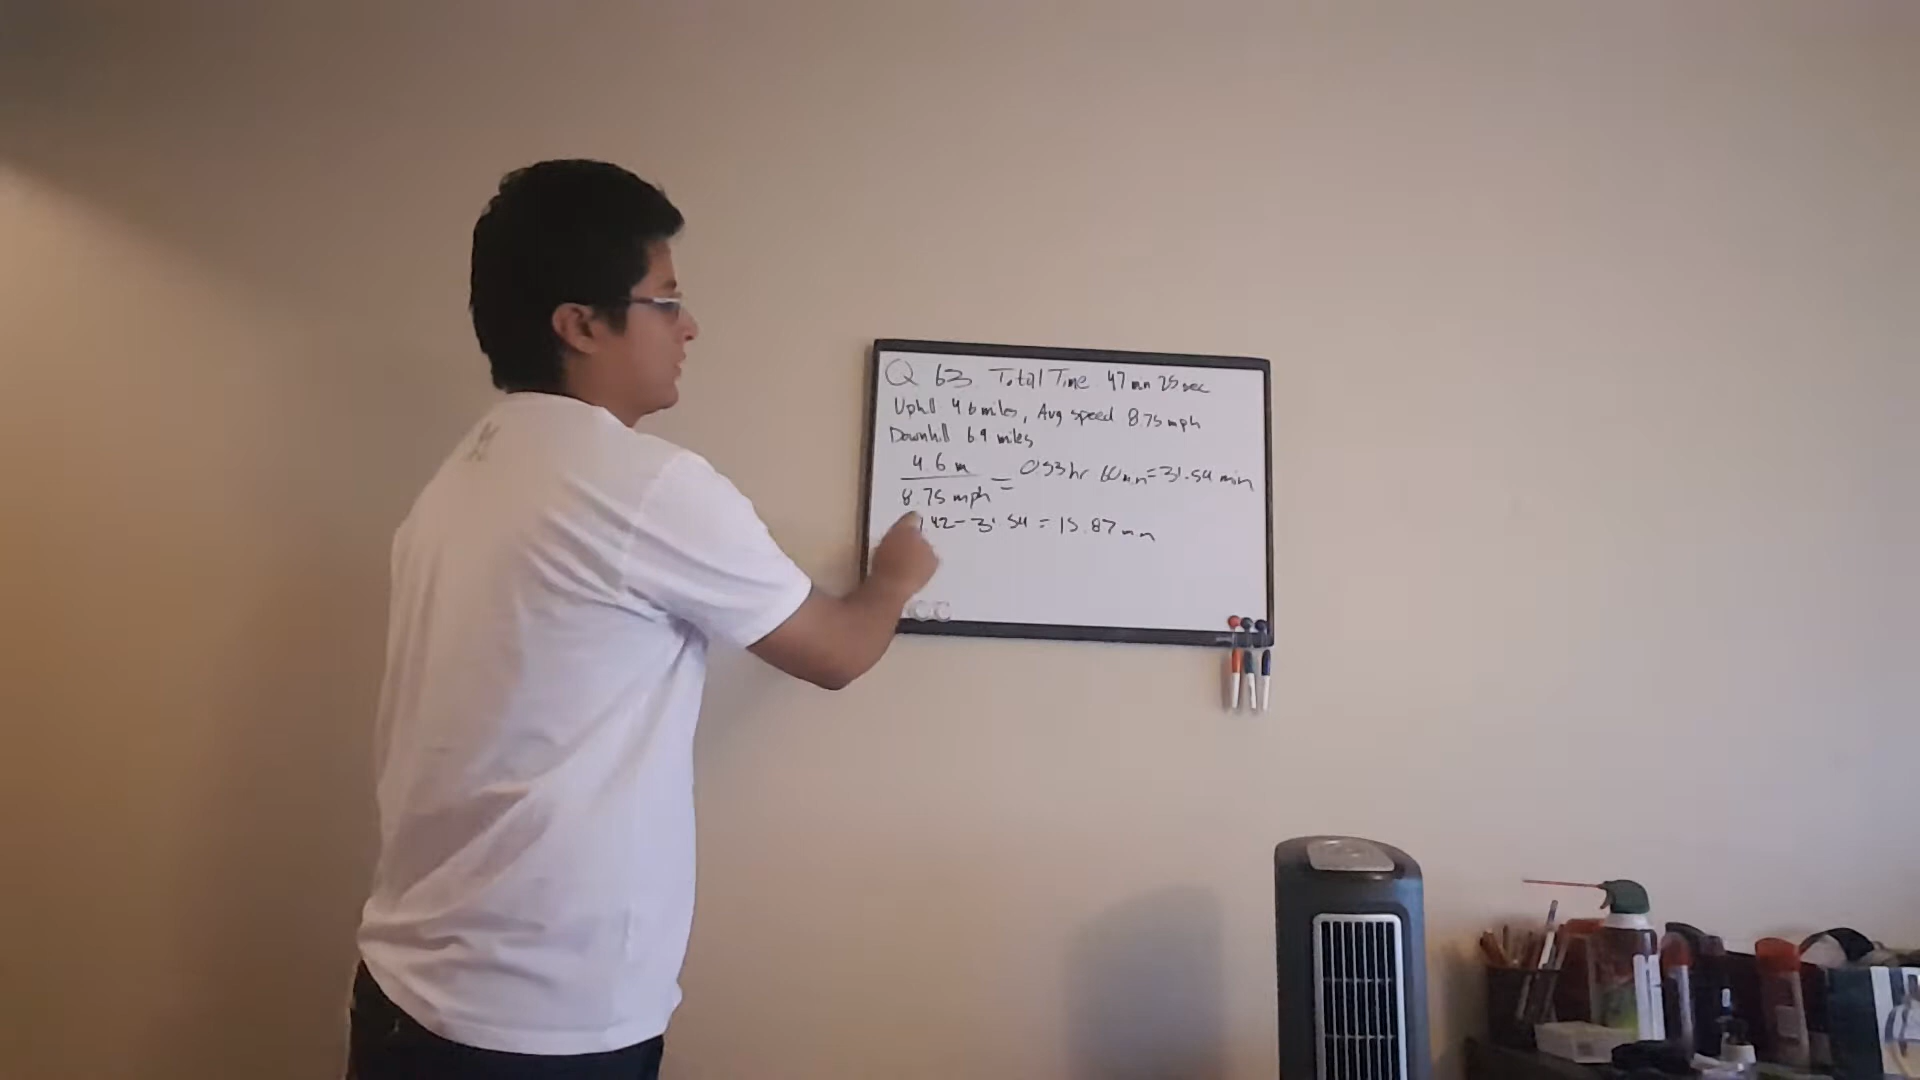 Q 63 Total Time 47 min 25 sec
Uphill 4.6 miles, Avg speed 8.75 mph
Downhill 6.9 miles
4.6 m
8.75 mph
= 0.53 hr 60 min = 31.54 min
.42 - 31.54 = 15.87 min